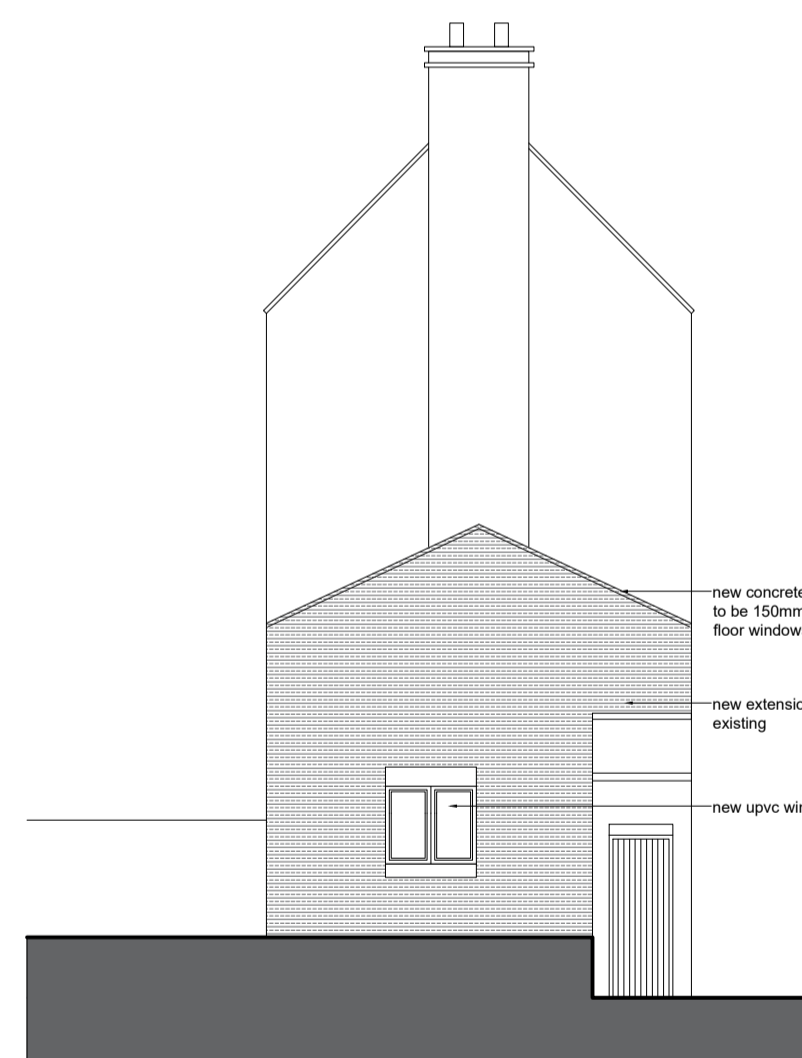 new concrete
to be 150mm
floor window
new extensio
existing
new upvc wi